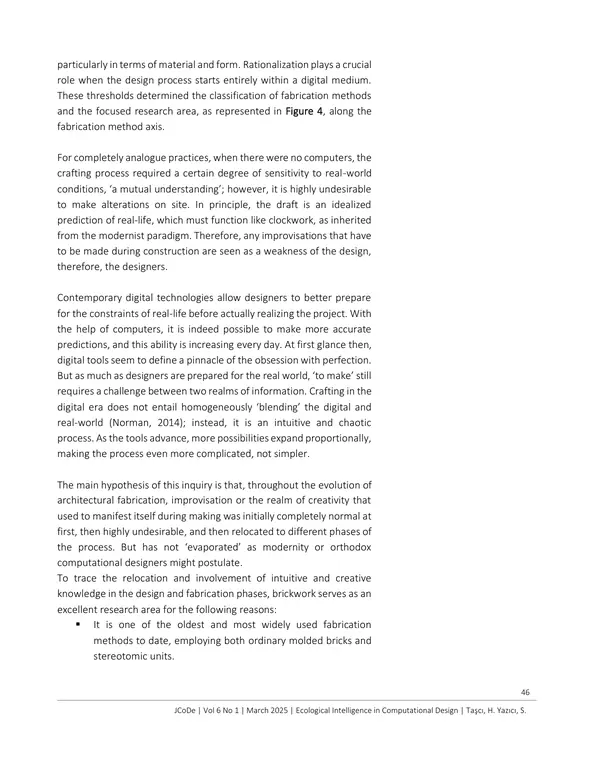 particularly in terms of material and form. Rationalization plays a crucial
role when the design process starts entirely within a digital medium.
These thresholds determined the classification of fabrication methods
and the focused research area, as represented in Figure 4, along the
fabrication method axis.
For completely analogue practices, when there were no computers, the
crafting process required a certain degree of sensitivity to real-world
conditions, ‘a mutual understanding’; however, it is highly undesirable
to make alterations on site. In principle, the draft is an idealized
prediction of real-life, which must function like clockwork, as inherited
from the modernist paradigm. Therefore, any improvisations that have
to be made during construction are seen as a weakness of the design,
therefore, the designers.
Contemporary digital technologies allow designers to better prepare
for the constraints of real-life before actually realizing the project. With
the help of computers, it is indeed possible to make more accurate
predictions, and this ability is increasing every day. At first glance then,
digital tools seem to define a pinnacle of the obsession with perfection.
But as much as designers are prepared for the real world, ‘to make’ still
requires a challenge between two realms of information. Crafting in the
digital era does not entail homogeneously ‘blending’ the digital and
real-world (Norman, 2014); instead, it is an intuitive and chaotic
process. As the tools advance, more possibilities expand proportionally,
making the process even more complicated, not simpler.
The main hypothesis of this inquiry is that, throughout the evolution of
architectural fabrication, improvisation or the realm of creativity that
used to manifest itself during making was initially completely normal at
first, then highly undesirable, and then relocated to different phases of
the process. But has not ‘evaporated’ as modernity or orthodox
computational designers might postulate.
To trace the relocation and involvement of intuitive and creative
knowledge in the design and fabrication phases, brickwork serves as an
excellent research area for the following reasons:
▪ It is one of the oldest and most widely used fabrication
methods to date, employing both ordinary molded bricks and
stereotomic units.
46
JCoDe | Vol 6 No 1 | March 2025 | Ecological Intelligence in Computational Design | Taşcı, H. Yazıcı, S.